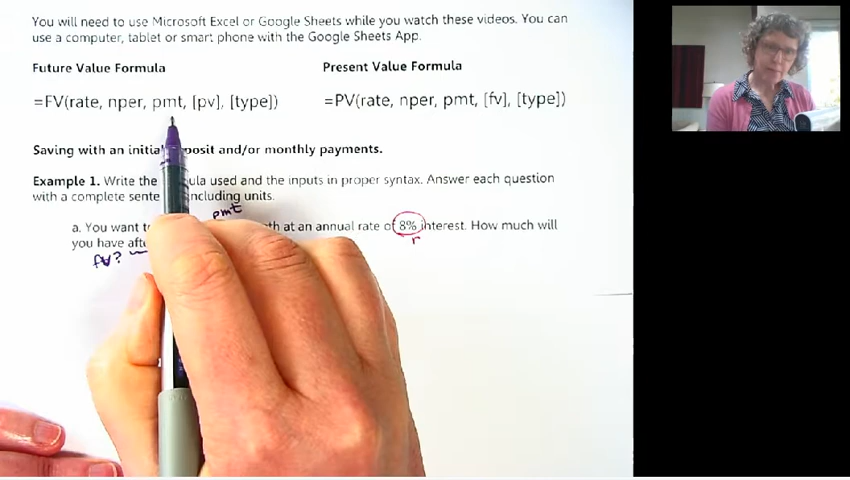 You will need to use Microsoft Excel or Google Sheets while you watch these videos. You can
use a computer, tablet or smart phone with the Google Sheets App.
Future Value Formula Present Value Formula
=FV(rate, nper, pmt, [pv], [type]) =PV(rate, nper, pmt, [fv], [type])
Saving with an initial posit and/or monthly payments.
Example 1. Write the ula used and the inputs in proper syntax. Answer each question
with a complete sente including units.
pmt
a. You want t th at an annual rate of 8% interest. How much will
r
you have afte
fv?